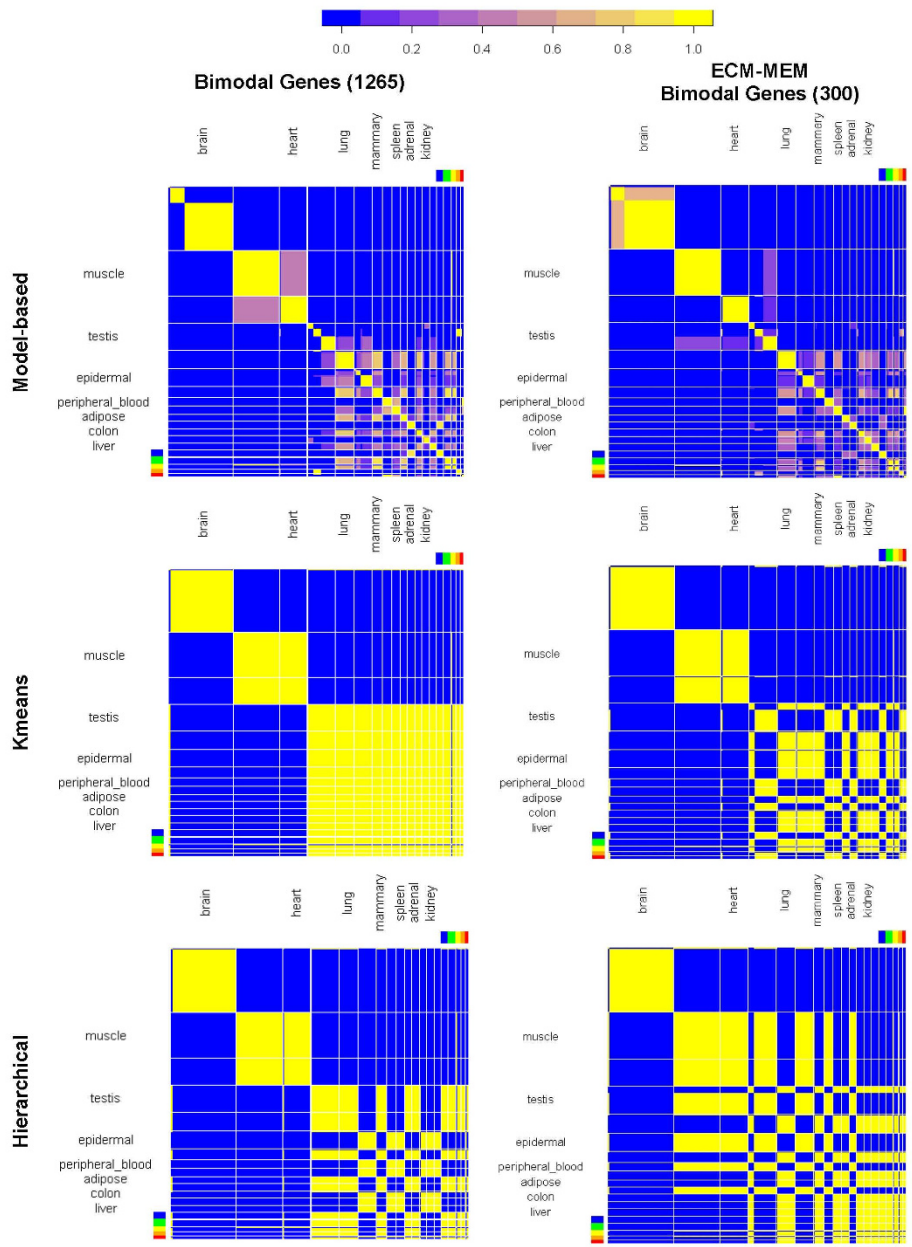 0.0 0.2 0.4 0.6 0.8 1.0
Bimodal Genes (1265)
ECM-MEM
Bimodal Genes (300)
brain heart lung mammary spleen adrenal kidney
brain heart lung mammary spleen adrenal kidney
Model-based
muscle
testis
epidermal
peripheral_blood
adipose
colon
liver
muscle
testis
epidermal
peripheral_blood
adipose
colon
liver
brain heart lung mammary spleen adrenal kidney
brain heart lung mammary spleen adrenal kidney
Kmeans
muscle
testis
epidermal
peripheral_blood
adipose
colon
liver
muscle
testis
epidermal
peripheral_blood
adipose
colon
liver
brain heart lung mammary spleen adrenal kidney
brain heart lung mammary spleen adrenal kidney
Hierarchical
muscle
testis
epidermal
peripheral_blood
adipose
colon
liver
muscle
testis
epidermal
peripheral_blood
adipose
colon
liver